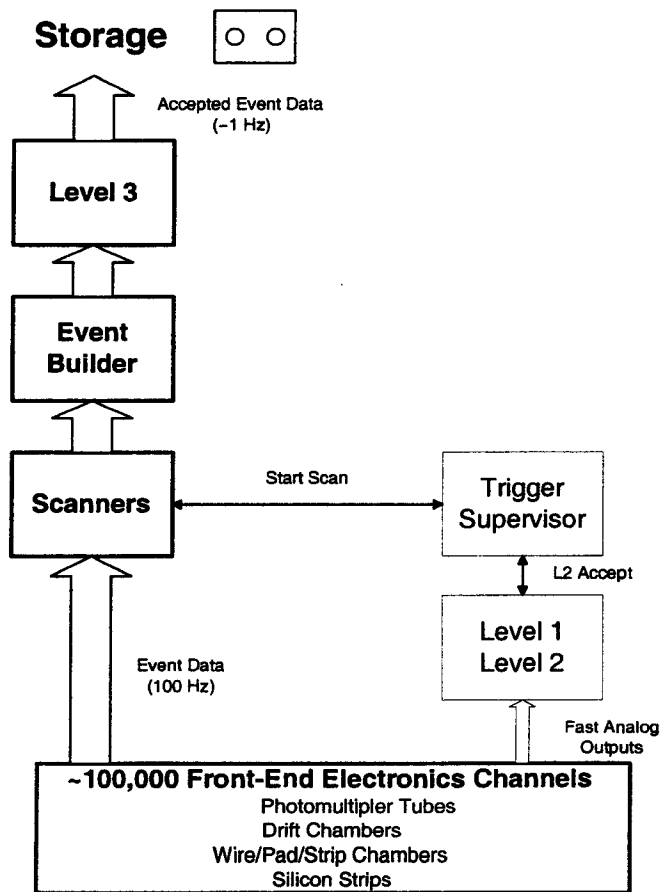 Storage
Accepted Event Data
(~1 Hz)
Level 3
Event
Builder
Scanners
Start Scan
Trigger
Supervisor
L2 Accept
Level 1
Level 2
Event Data
(100 Hz)
Fast Analog
Outputs
~100,000 Front-End Electronics Channels
Photomultipler Tubes
Drift Chambers
Wire/Pad/Strip Chambers
Silicon Strips